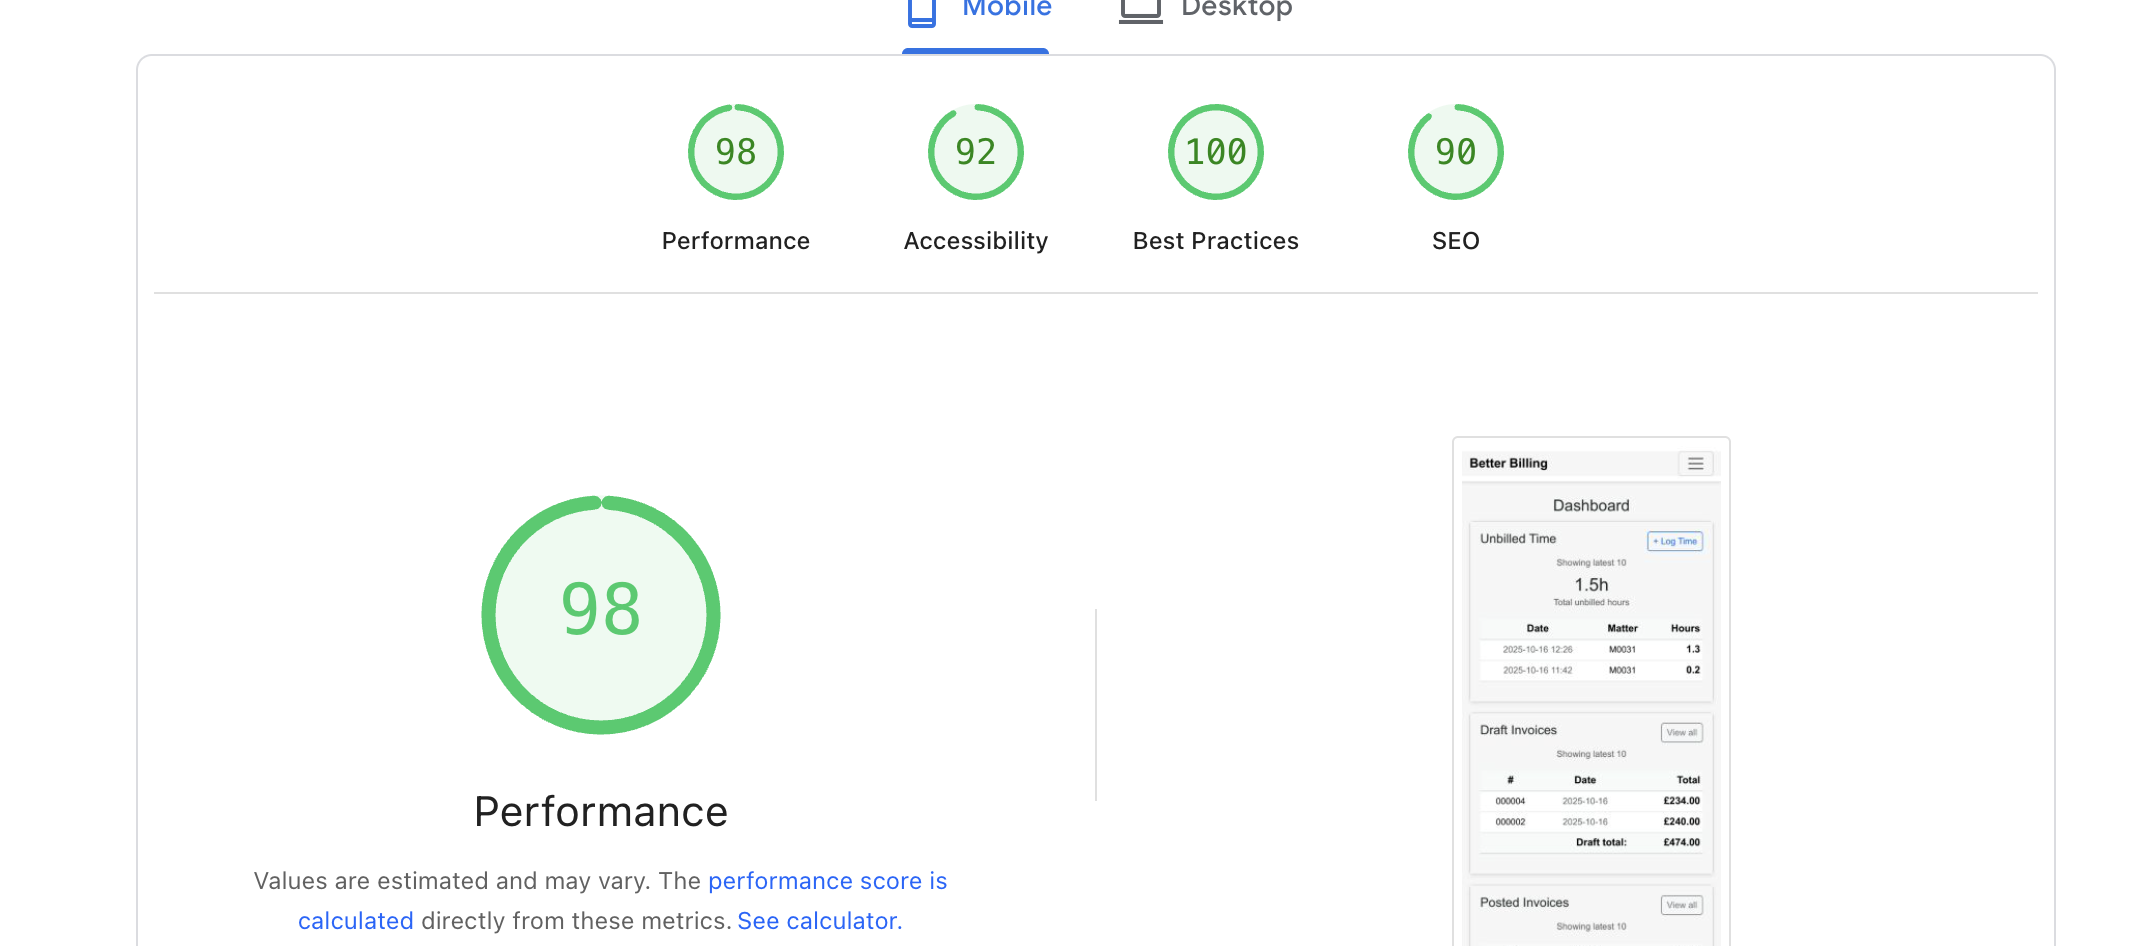 Mobile
Desktop
98
92
100
90
Performance
Accessibility
Best Practices
SEO
98
Performance
Values are estimated and may vary. The performance score is
calculated directly from these metrics. See calculator.
Better Billing
Dashboard
Unbilled Time
+ Log Time
Showing latest 10
1.5h
Total unbilled hours
Date Matter Hours
2025-10-16 12:26 M0031 1.3
2025-10-16 11:42 M0031 0.2
Draft Invoices
View all
Showing latest 10
# Date Total
000004 2025-10-16 £234.00
000002 2025-10-16 £240.00
Draft total: £474.00
Posted Invoices
View all
Showing latest 10